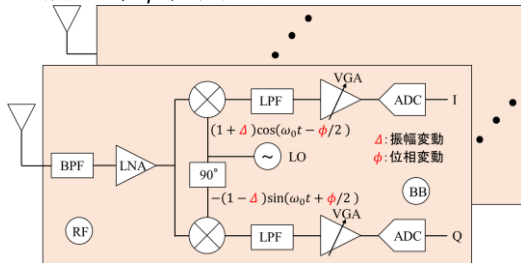 VGA
LPF
ADC
I
(1 + Δ)cos(ω₀t − ϕ/2)
Δ:振幅変動
ϕ:位相変動
~
LO
BPF
LNA
90°
BB
−(1 − Δ)sin(ω₀t + ϕ/2)
VGA
RF
LPF
ADC
Q